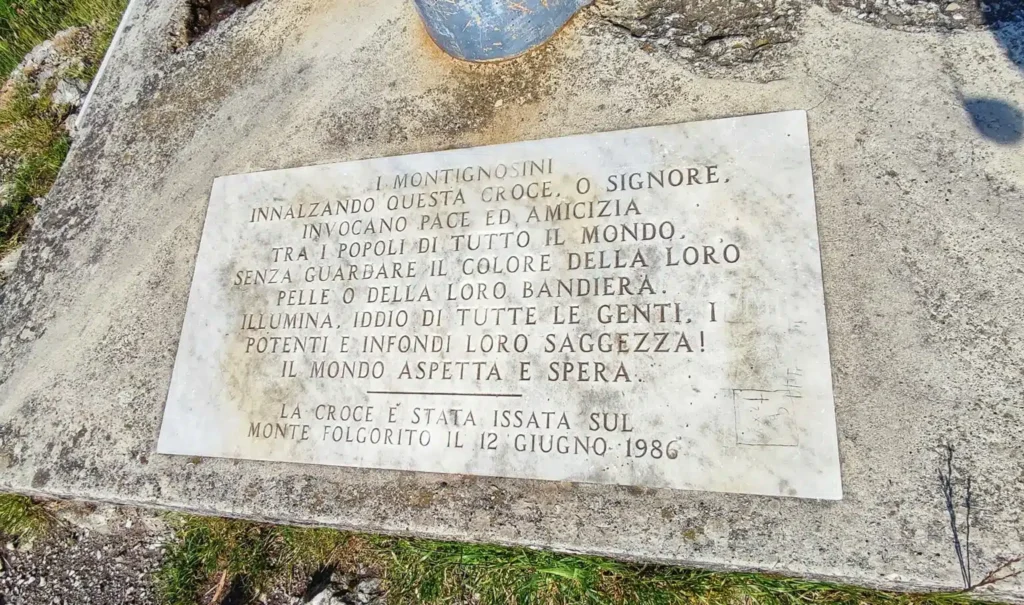 I MONTIGNOSINI
INNALZANDO QUESTA CROCE, O SIGNORE,
INVOCANO PACE ED AMICIZIA
TRA I POPOLI DI TUTTO IL MONDO,
SENZA GUARDARE IL COLORE DELLA LORO
PELLE O DELLA LORO BANDIERA.
ILLUMINA, IDDIO DI TUTTE LE GENTI, I
POTENTI E INFONDI LORO SAGGEZZA!
IL MONDO ASPETTA E SPERA.
LA CROCE E STATA ISSATA SUL
MONTE FOLGORITO IL 12 GIUGNO 1986